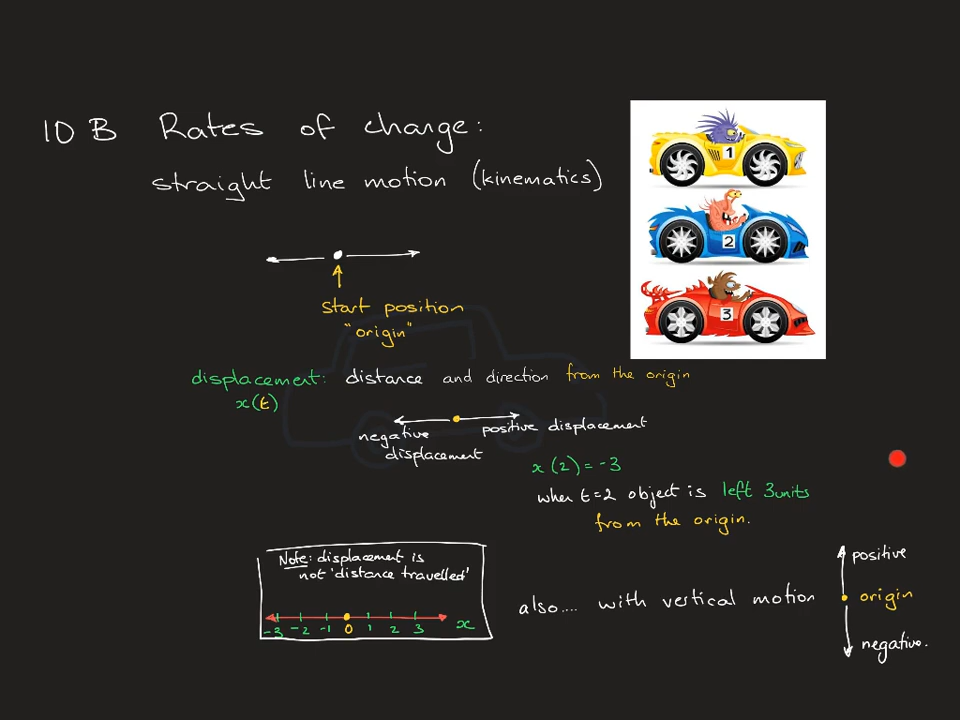 10 B Rates of change:
straight line motion (kinematics)
1
2
3
start position
"origin"
displacement: distance and direction from the origin
x(t)
negative displacement
positive displacement
x(2) = -3
when t=2 object is left 3units
from the origin.
Note: displacement is
not 'distance travelled'
-3 -2 -1 0 1 2 3 x
also.... with vertical motion
positive
origin
negative.